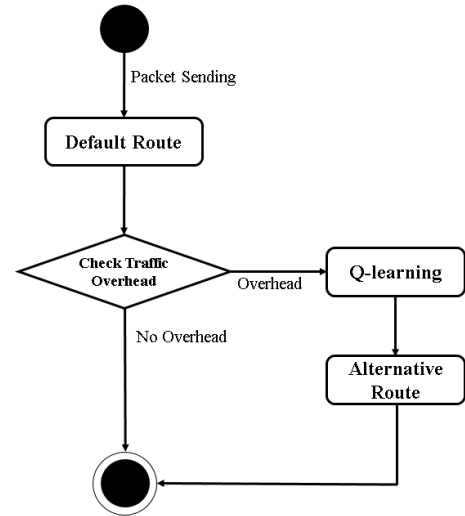 Packet Sending
Default Route
Check Traffic
Overhead
Overhead
Q-learning
No Overhead
Alternative
Route